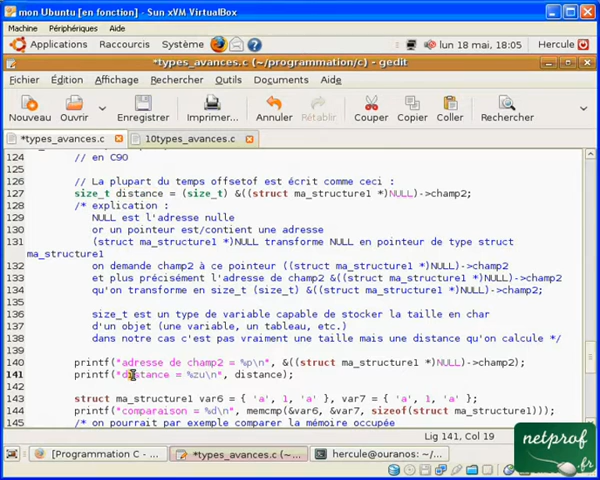 mon Ubuntu [en fonction] - Sun xVM VirtualBox
Machine Périphériques Aide
Applications Raccourcis Système lun 18 mai, 18:05 Hercule
*types_avances.c (~/programmation/c) - gedit
Fichier Édition Affichage Rechercher Outils Documents Aide
Nouveau Ouvrir Enregistrer Imprimer... Annuler Rétablir Couper Copier Coller Rechercher
*types_avances.c 10types_avances.c
124 // en C90
125
126 // La plupart du temps offsetof est écrit comme ceci :
127 size_t distance = (size_t) &((struct ma_structure1 *)NULL)->champ2;
128 /* explication :
129 NULL est l'adresse nulle
130 or un pointeur est/contient une adresse
131 (struct ma_structure1 *)NULL transforme NULL en pointeur de type struct
ma_structure1
132 on demande champ2 à ce pointeur ((struct ma_structure1 *)NULL)->champ2
133 et plus précisément l'adresse de champ2 &((struct ma_structure1 *)NULL)->champ2
134 qu'on transforme en size_t (size_t) &((struct ma_structure1 *)NULL)->champ2;
135
136 size_t est un type de variable capable de stocker la taille en char
137 d'un objet (une variable, un tableau, etc.)
138 dans notre cas c'est pas vraiment une taille mais une distance qu'on calcule */
139
140 printf("adresse de champ2 = %p\n", &((struct ma_structure1 *)NULL)->champ2);
141 printf("distance = %zu\n", distance);
142
143 struct ma_structure1 var6 = { 'a', 1, 'a' }, var7 = { 'a', 1, 'a' };
144 printf("comparaison = %d\n", memcmp(&var6, &var7, sizeof(struct ma_structure1)));
145 /* on pourrait par exemple comparer la mémoire occupée
Lig 141, Col 19
[Programmation C - ... *types_avances.c (~... hercule@ouranos: ~/...
netprof
.fr